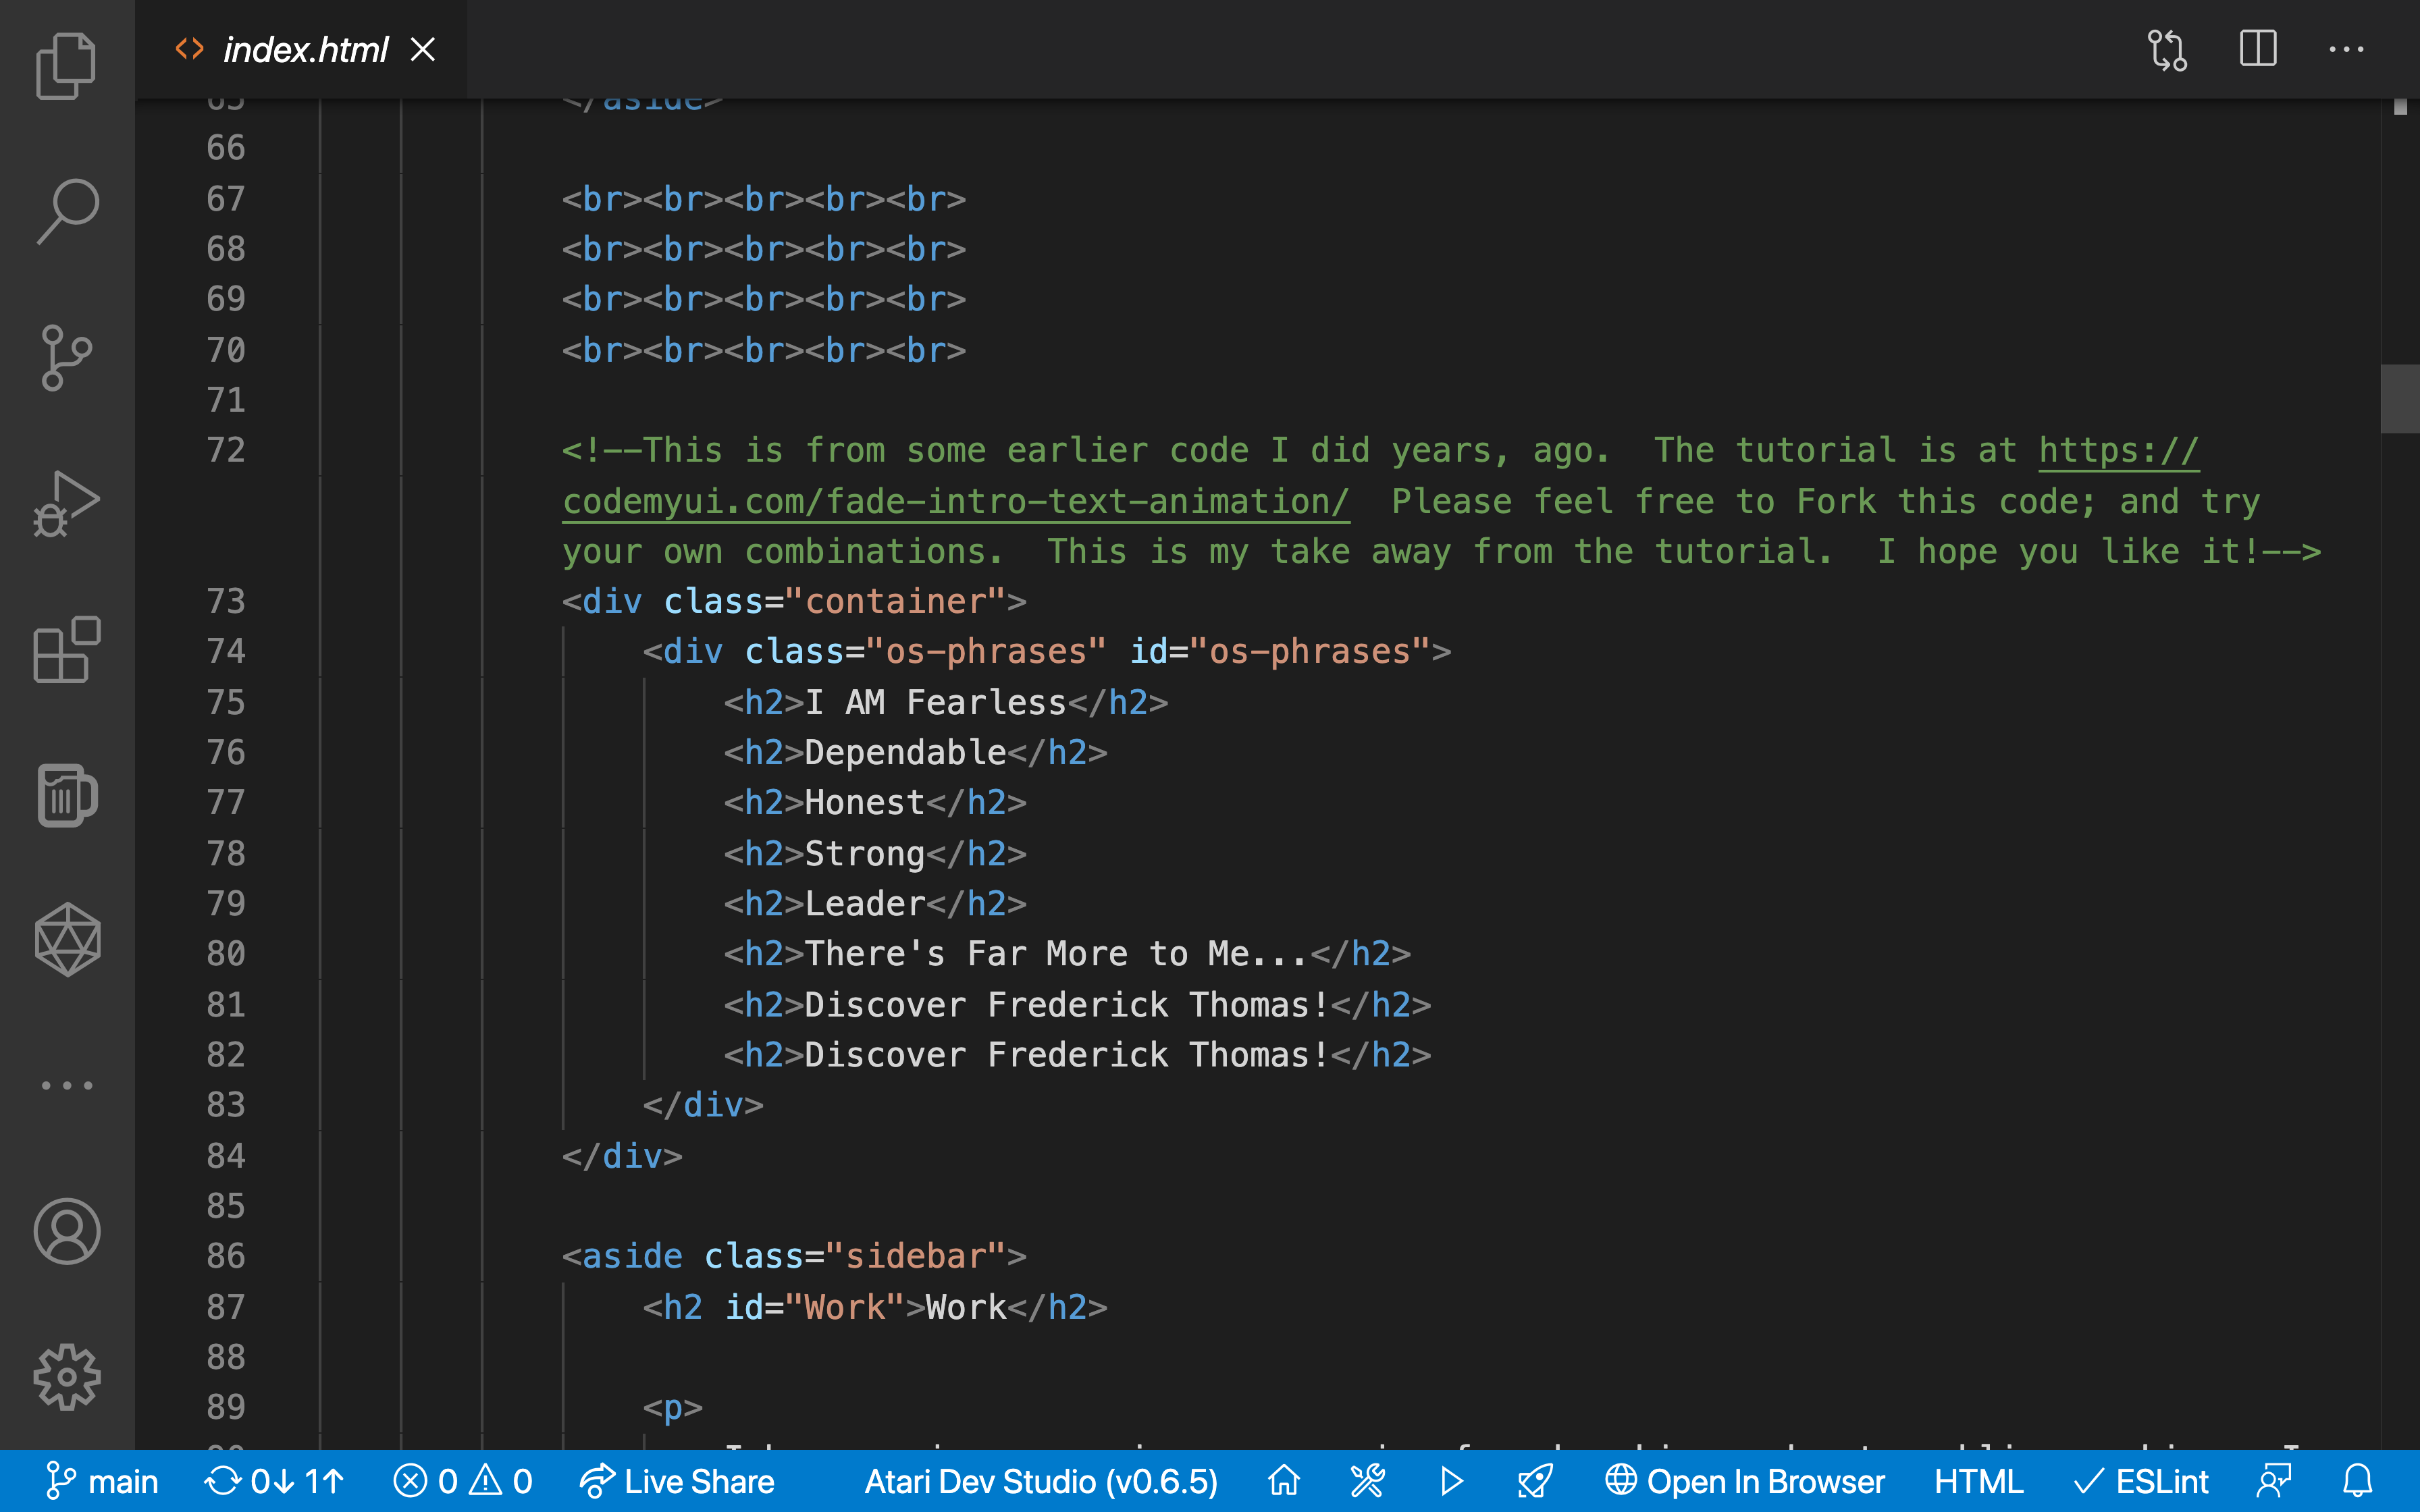 index.html
65 </aside>
66
67 <br><br><br><br><br>
68 <br><br><br><br><br>
69 <br><br><br><br><br>
70 <br><br><br><br><br>
71
72 <!--This is from some earlier code I did years, ago.  The tutorial is at https://
codemyui.com/fade-intro-text-animation/  Please feel free to Fork this code; and try
your own combinations.  This is my take away from the tutorial.  I hope you like it!-->
73 <div class="container">
74 <div class="os-phrases" id="os-phrases">
75 <h2>I AM Fearless</h2>
76 <h2>Dependable</h2>
77 <h2>Honest</h2>
78 <h2>Strong</h2>
79 <h2>Leader</h2>
80 <h2>There's Far More to Me...</h2>
81 <h2>Discover Frederick Thomas!</h2>
82 <h2>Discover Frederick Thomas!</h2>
83 </div>
84 </div>
85
86 <aside class="sidebar">
87 <h2 id="Work">Work</h2>
88
89 <p>
main 0↓ 1↑ 0 0 Live Share Atari Dev Studio (v0.6.5) Open In Browser HTML ESLint